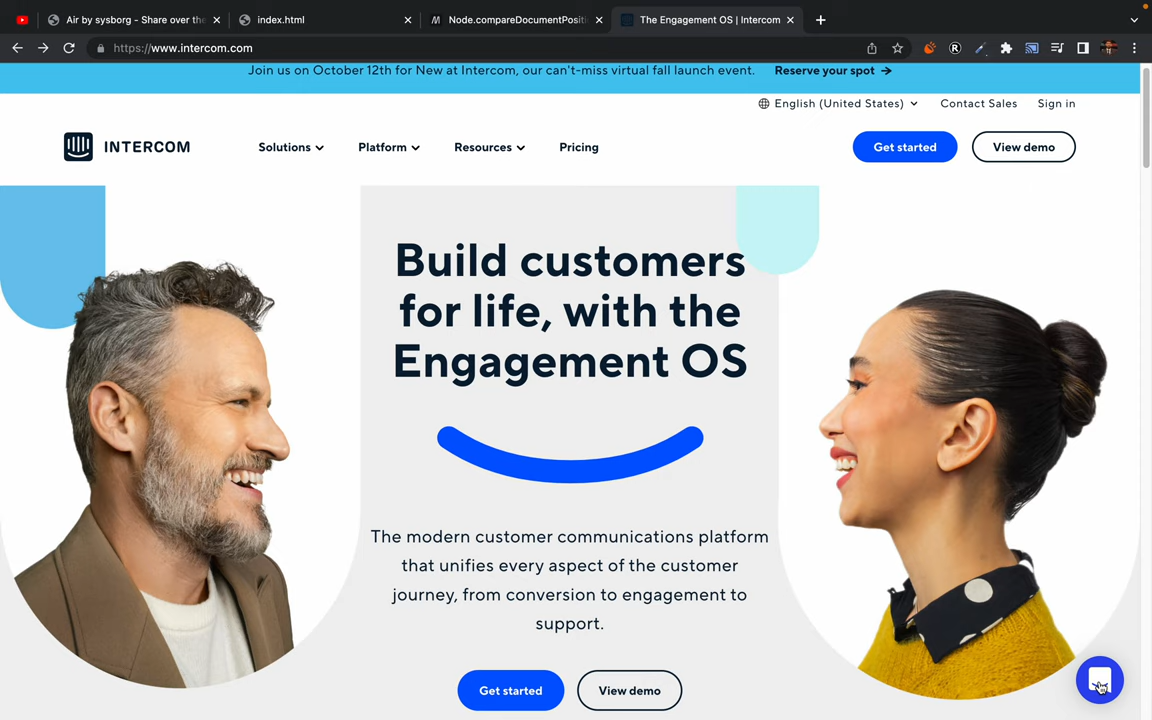 Air by sysborg - Share over the
index.html
Node.compareDocumentPositi
The Engagement OS | Intercom
https://www.intercom.com
Join us on October 12th for New at Intercom, our can't-miss virtual fall launch event. Reserve your spot →
English (United States)
Contact Sales
Sign in
INTERCOM
Solutions
Platform
Resources
Pricing
Get started
View demo
Build customers
for life, with the
Engagement OS
The modern customer communications platform
that unifies every aspect of the customer
journey, from conversion to engagement to
support.
Get started
View demo